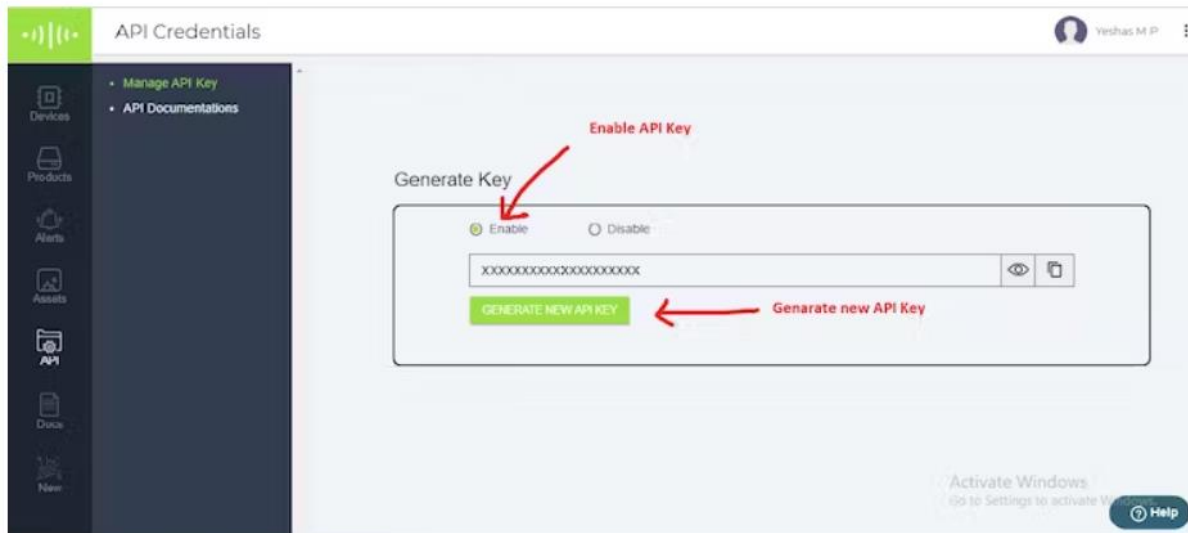 API Credentials
Yeshas M P
Devices
Products
Alerts
Assets
API
Docs
New
• Manage API Key
• API Documentations
Enable API Key
Generate Key
Enable
Disable
XXXXXXXXXXXXXXXXXXXX
GENERATE NEW API KEY
Genarate new API Key
Activate Windows
Go to Settings to activate Windows.
Help